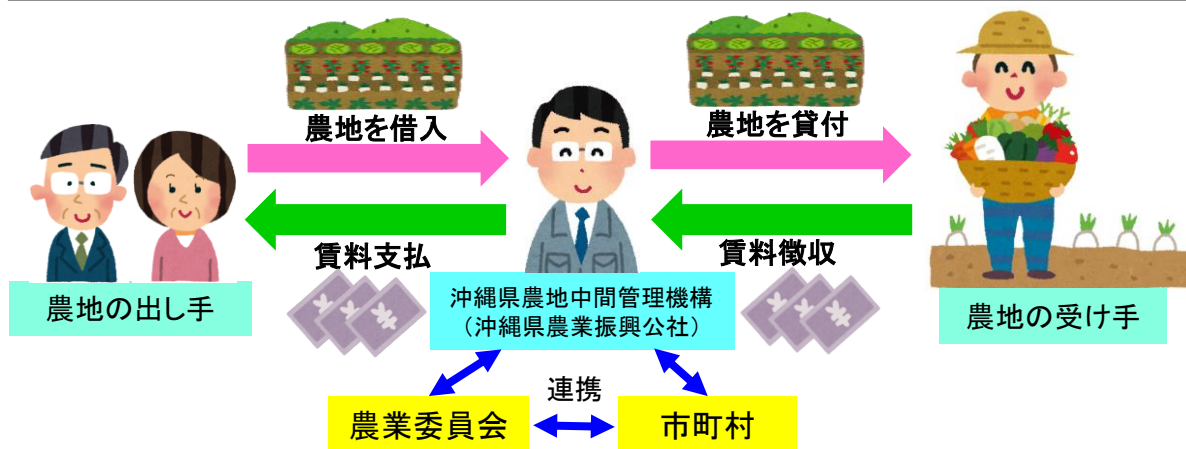 農地を借入
農地を貸付
賃料支払
賃料徴収
農地の出し手
沖縄県農地中間管理機構
（沖縄県農業振興公社）
農地の受け手
連携
農業委員会
市町村